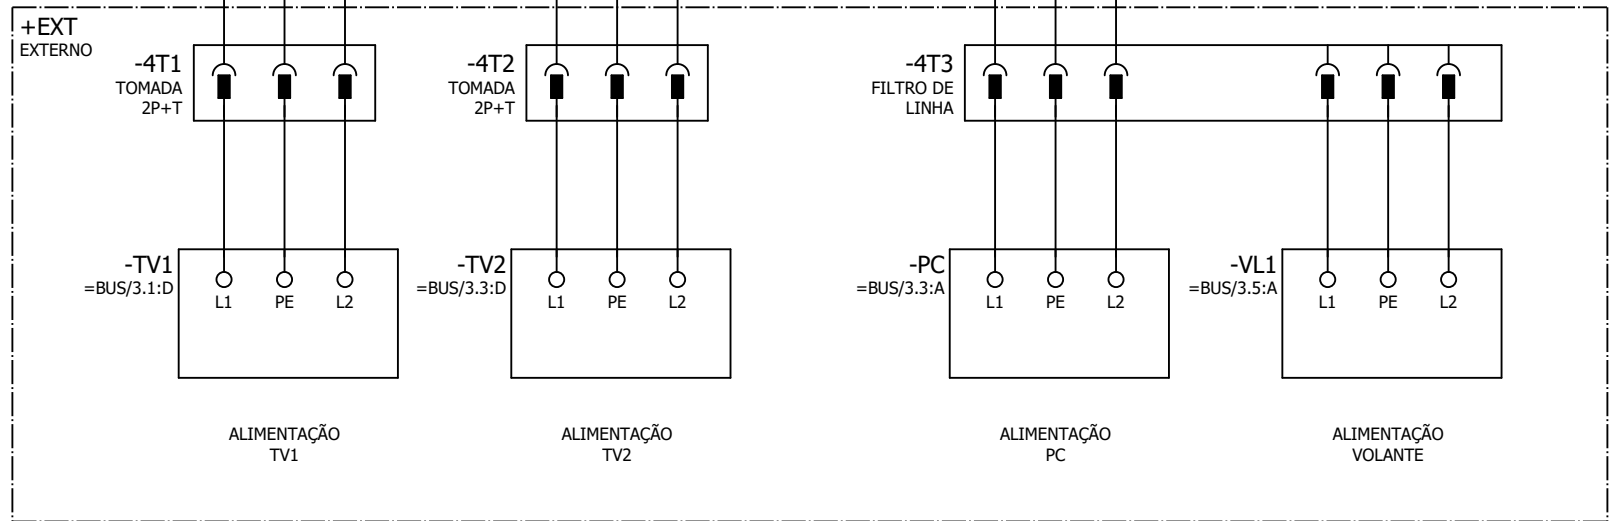 +EXT
EXTERNO
-4T1
TOMADA
2P+T
-4T2
TOMADA
2P+T
-4T3
FILTRO DE
LINHA
-TV1
=BUS/3.1:D
L1 PE L2
-TV2
=BUS/3.3:D
L1 PE L2
-PC
=BUS/3.3:A
L1 PE L2
-VL1
=BUS/3.5:A
L1 PE L2
ALIMENTAÇÃO
TV1
ALIMENTAÇÃO
TV2
ALIMENTAÇÃO
PC
ALIMENTAÇÃO
VOLANTE